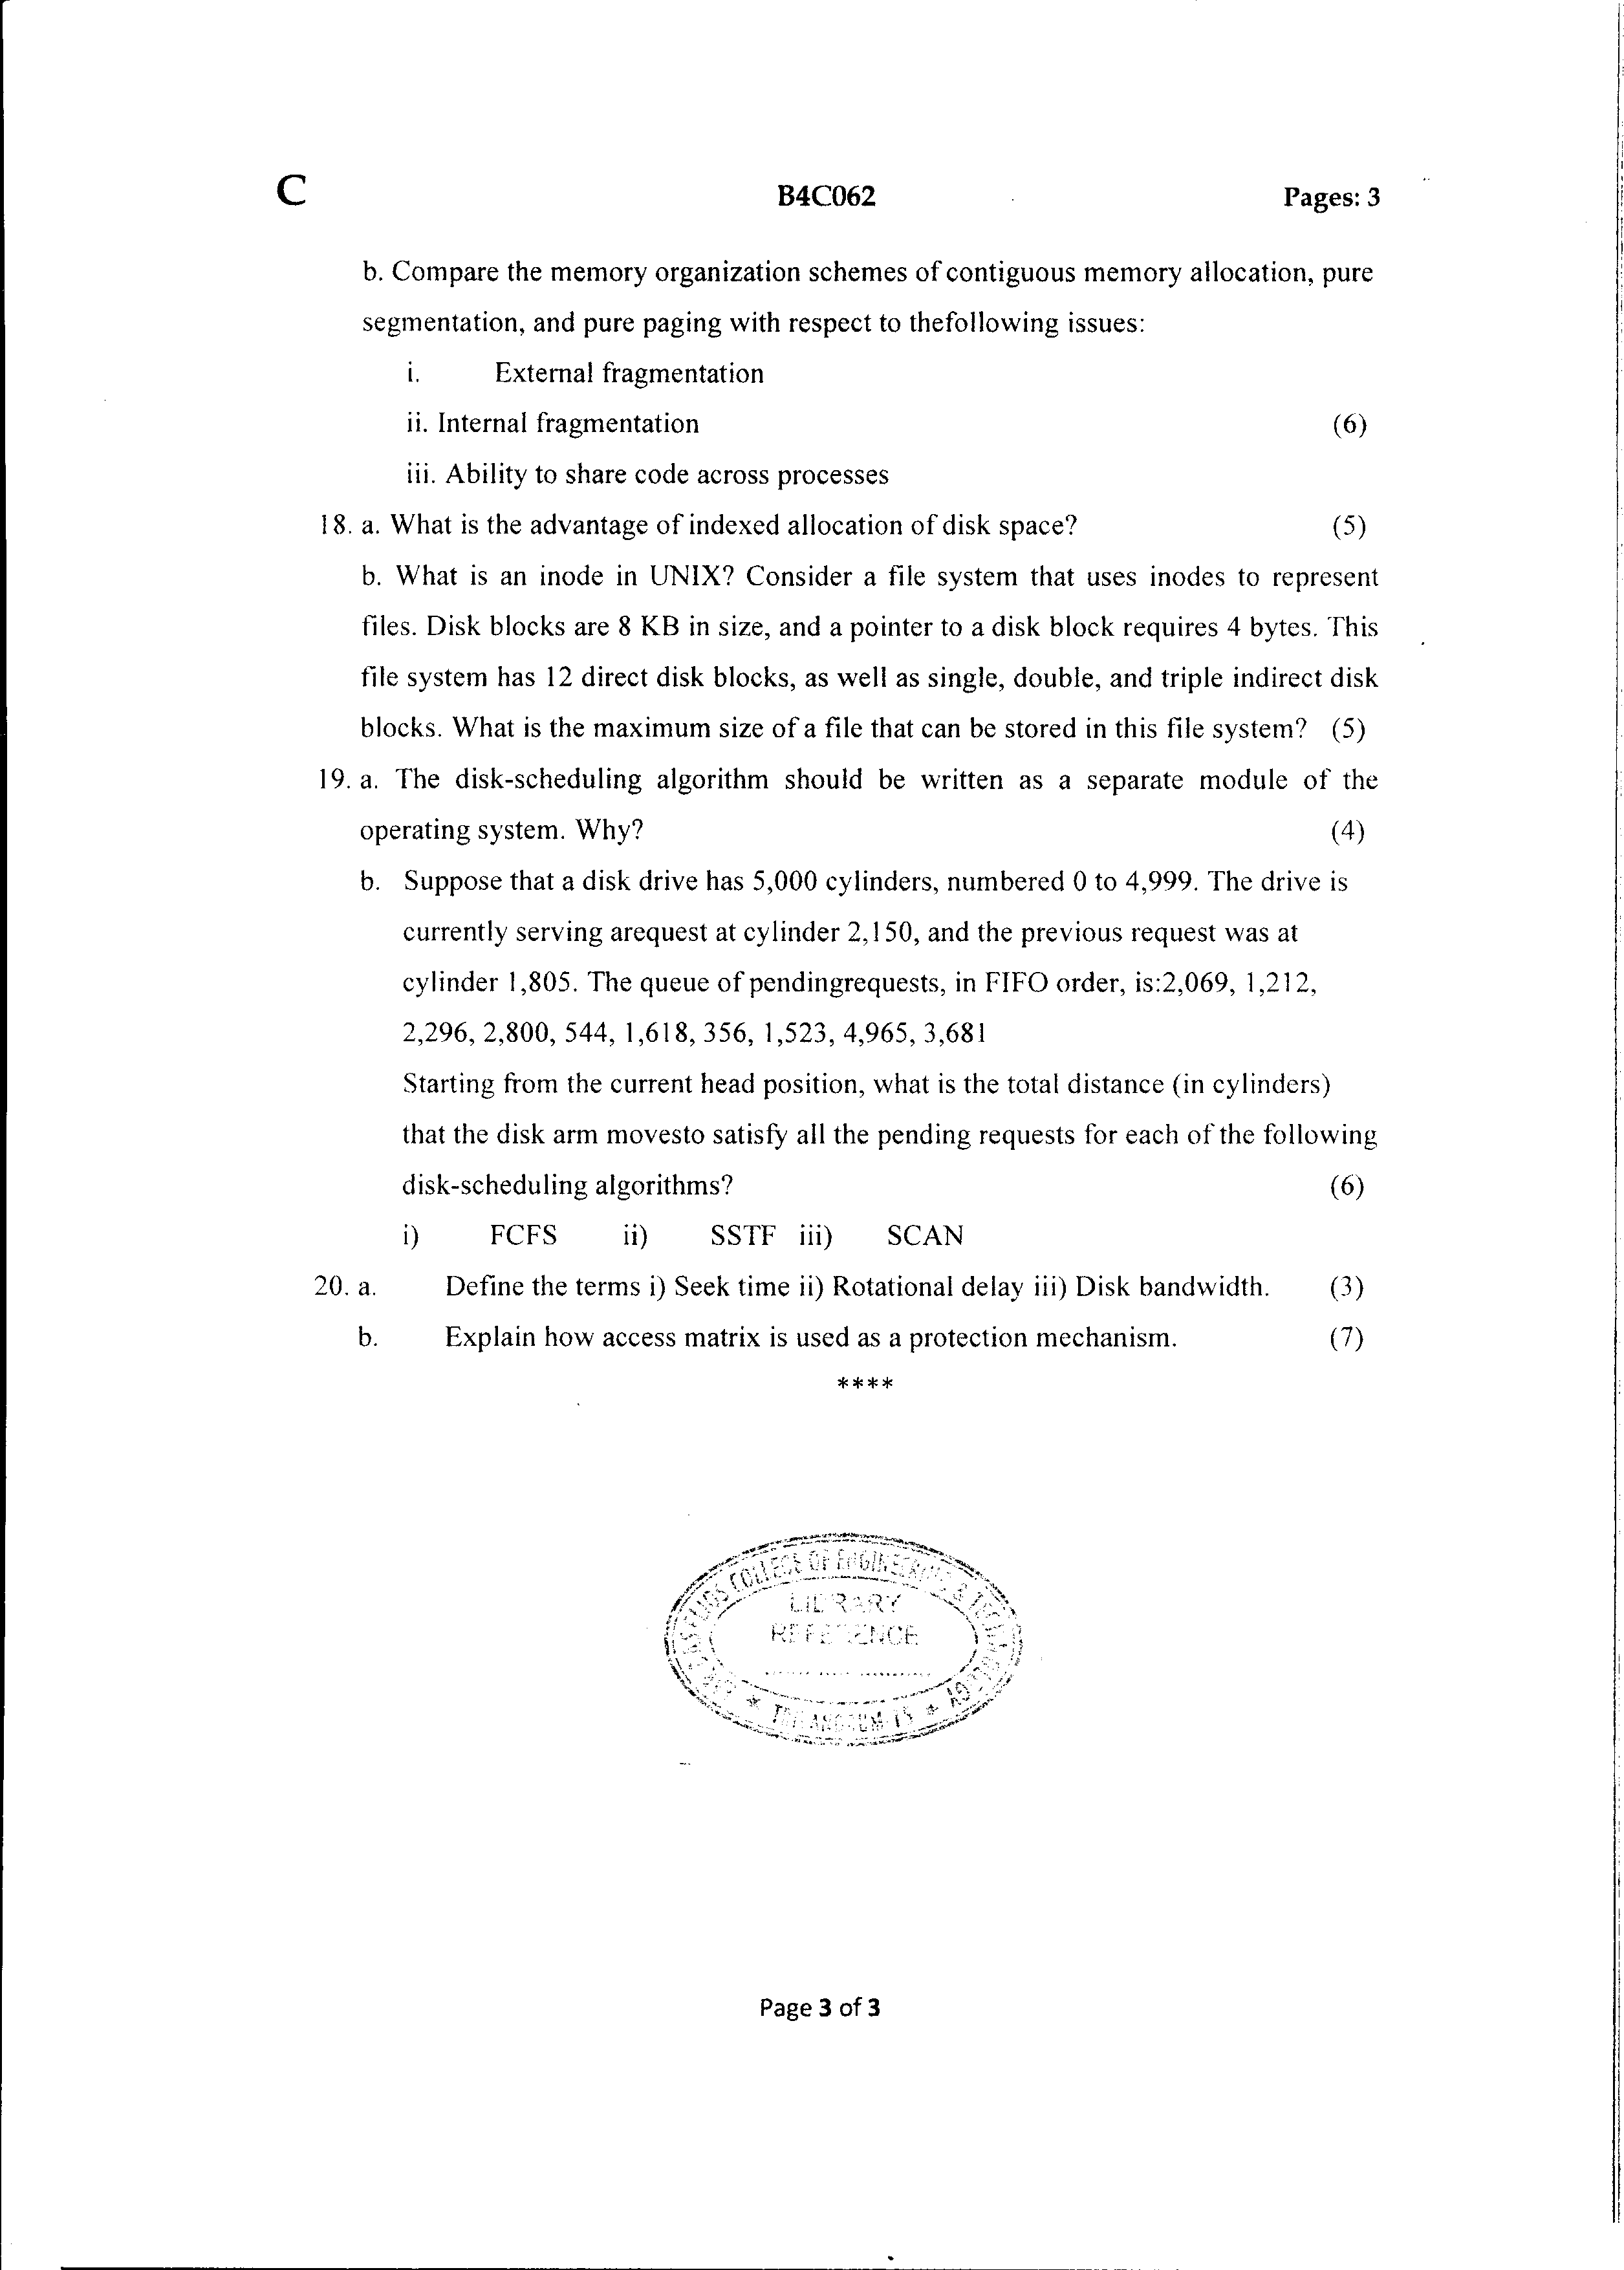 C B4C062 Pages: 3
b. Compare the memory organization schemes of contiguous memory allocation, pure
segmentation, and pure paging with respect to thefollowing issues:
i. External fragmentation
ii. Internal fragmentation (6)
iii. Ability to share code across processes
18. a. What is the advantage of indexed allocation of disk space? (5)
b. What is an inode in UNIX? Consider a file system that uses inodes to represent
files. Disk blocks are 8 KB in size, and a pointer to a disk block requires 4 bytes. This
file system has 12 direct disk blocks, as well as single, double, and triple indirect disk
blocks. What is the maximum size of a file that can be stored in this file system? (5)
19. a. The disk-scheduling algorithm should be written as a separate module of the
operating system. Why? (4)
b. Suppose that a disk drive has 5,000 cylinders, numbered 0 to 4,999. The drive is
currently serving arequest at cylinder 2,150, and the previous request was at
cylinder 1,805. The queue of pendingrequests, in FIFO order, is:2,069, 1,212,
2,296, 2,800, 544, 1,618, 356, 1,523, 4,965, 3,681
Starting from the current head position, what is the total distance (in cylinders)
that the disk arm movesto satisfy all the pending requests for each of the following
disk-scheduling algorithms? (6)
i) FCFS ii) SSTF iii) SCAN
20. a. Define the terms i) Seek time ii) Rotational delay iii) Disk bandwidth. (3)
b. Explain how access matrix is used as a protection mechanism. (7)
****
COLLEGE OF ENGINEERING &
LIBRARY
REFERENCE
Page 3 of 3